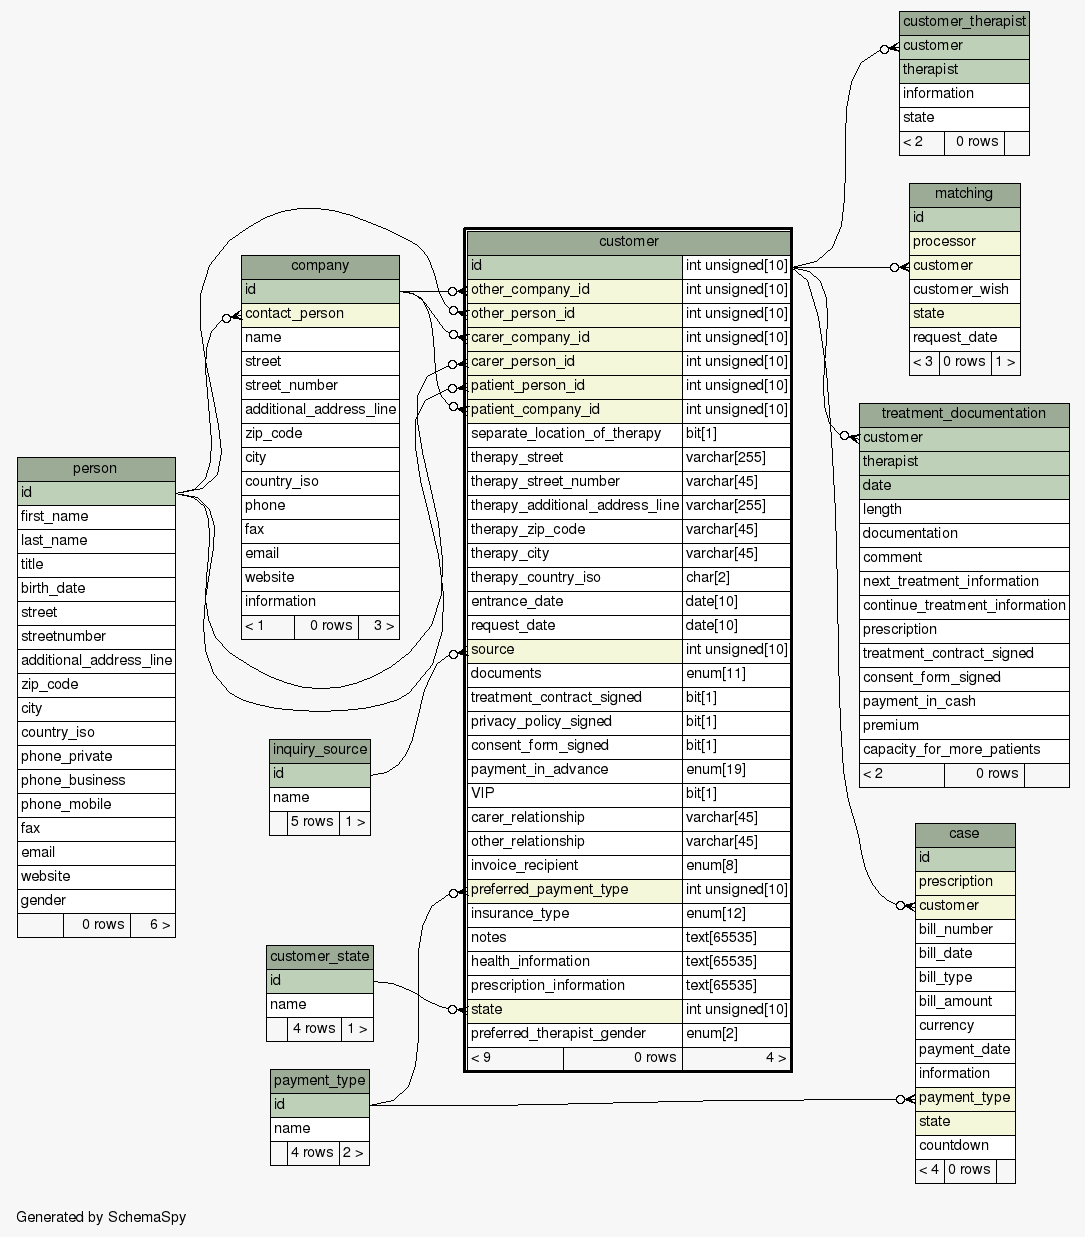 customer_therapist
customer
therapist
information
state
< 2 0 rows
matching
id
processor
customer
customer_wish
state
request_date
< 3 0 rows 1 >
customer
id int unsigned[10]
other_company_id int unsigned[10]
other_person_id int unsigned[10]
carer_company_id int unsigned[10]
carer_person_id int unsigned[10]
patient_person_id int unsigned[10]
patient_company_id int unsigned[10]
separate_location_of_therapy bit[1]
therapy_street varchar[255]
therapy_street_number varchar[45]
therapy_additional_address_line varchar[255]
therapy_zip_code varchar[45]
therapy_city varchar[45]
therapy_country_iso char[2]
entrance_date date[10]
request_date date[10]
source int unsigned[10]
documents enum[11]
treatment_contract_signed bit[1]
privacy_policy_signed bit[1]
consent_form_signed bit[1]
payment_in_advance enum[19]
VIP bit[1]
carer_relationship varchar[45]
other_relationship varchar[45]
invoice_recipient enum[8]
preferred_payment_type int unsigned[10]
insurance_type enum[12]
notes text[65535]
health_information text[65535]
prescription_information text[65535]
state int unsigned[10]
preferred_therapist_gender enum[2]
< 9 0 rows 4 >
company
id
contact_person
name
street
street_number
additional_address_line
zip_code
city
country_iso
phone
fax
email
website
information
< 1 0 rows 3 >
person
id
first_name
last_name
title
birth_date
street
streetnumber
additional_address_line
zip_code
city
country_iso
phone_private
phone_business
phone_mobile
fax
email
website
gender
0 rows 6 >
treatment_documentation
customer
therapist
date
length
documentation
comment
next_treatment_information
continue_treatment_information
prescription
treatment_contract_signed
consent_form_signed
payment_in_cash
premium
capacity_for_more_patients
< 2 0 rows
inquiry_source
id
name
5 rows 1 >
case
id
prescription
customer
bill_number
bill_date
bill_type
bill_amount
currency
payment_date
information
payment_type
state
countdown
< 4 0 rows
customer_state
id
name
4 rows 1 >
payment_type
id
name
4 rows 2 >
Generated by SchemaSpy